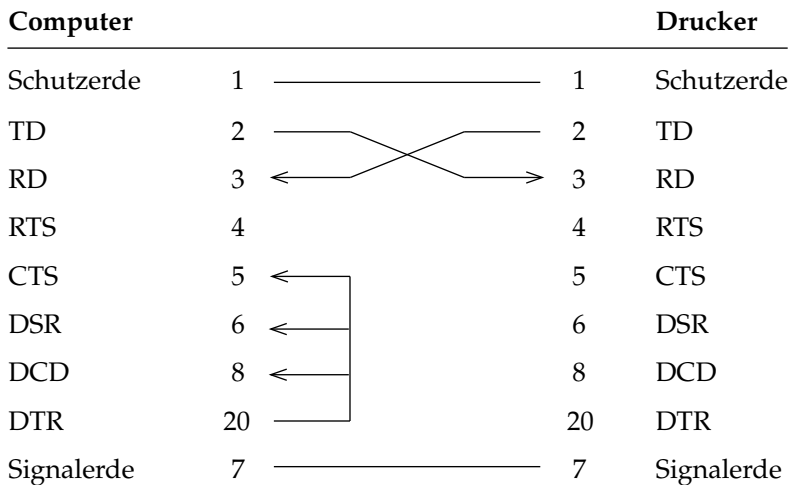 Computer Drucker
Schutzerde 1 1 Schutzerde
TD 2 2 TD
RD 3 3 RD
RTS 4 4 RTS
CTS 5 5 CTS
DSR 6 6 DSR
DCD 8 8 DCD
DTR 20 20 DTR
Signalerde 7 7 Signalerde